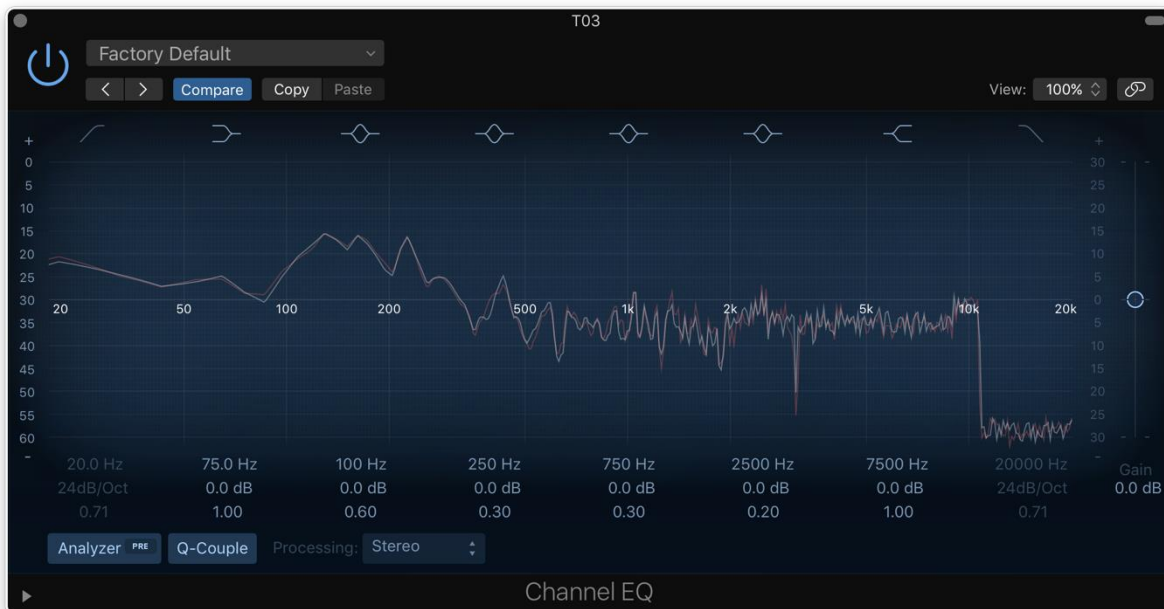 T03
Factory Default
Compare Copy Paste View: 100%
+ +
0 30
5 25
10 20
15 15
20 10
25 5
30 20 50 100 200 500 1k 2k 5k 10k 20k 0
35 5
40 10
45 15
50 20
55 25
60 30
- -
20.0 Hz 75.0 Hz 100 Hz 250 Hz 750 Hz 2500 Hz 7500 Hz 20000 Hz Gain
24dB/Oct 0.0 dB 0.0 dB 0.0 dB 0.0 dB 0.0 dB 0.0 dB 24dB/Oct 0.0 dB
0.71 1.00 0.60 0.30 0.30 0.20 1.00 0.71
Analyzer PRE Q-Couple Processing: Stereo
Channel EQ